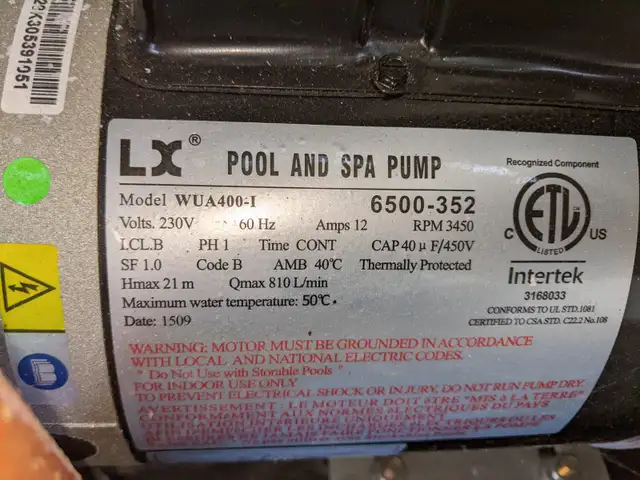 LX® POOL AND SPA PUMP
Model WUA400-I 6500-352
Volts. 230V 60 Hz Amps 12 RPM 3450
LCL.B PH 1 Time CONT CAP 40 μ F/450V
SF 1.0 Code B AMB 40℃ Thermally Protected
Hmax 21 m Qmax 810 L/min
Maximum water temperature: 50℃.
Date: 1509
Recognized Component
C ETL US
LISTED
Intertek
3168033
CONFORMS TO UL STD.1081
CERTIFIED TO CSA STD. C22.2 No.108
WARNING: MOTOR MUST BE GROUNDED IN ACCORDANCE
WITH LOCAL AND NATIONAL ELECTRIC CODES.
" Do Not Use with Storable Pools "
FOR INDOOR USE ONLY
TO PREVENT ELECTRICAL SHOCK OR INJURY, DO NOT RUN PUMP DRY.
AVERTISSEMENT: LE MOTEUR DOIT